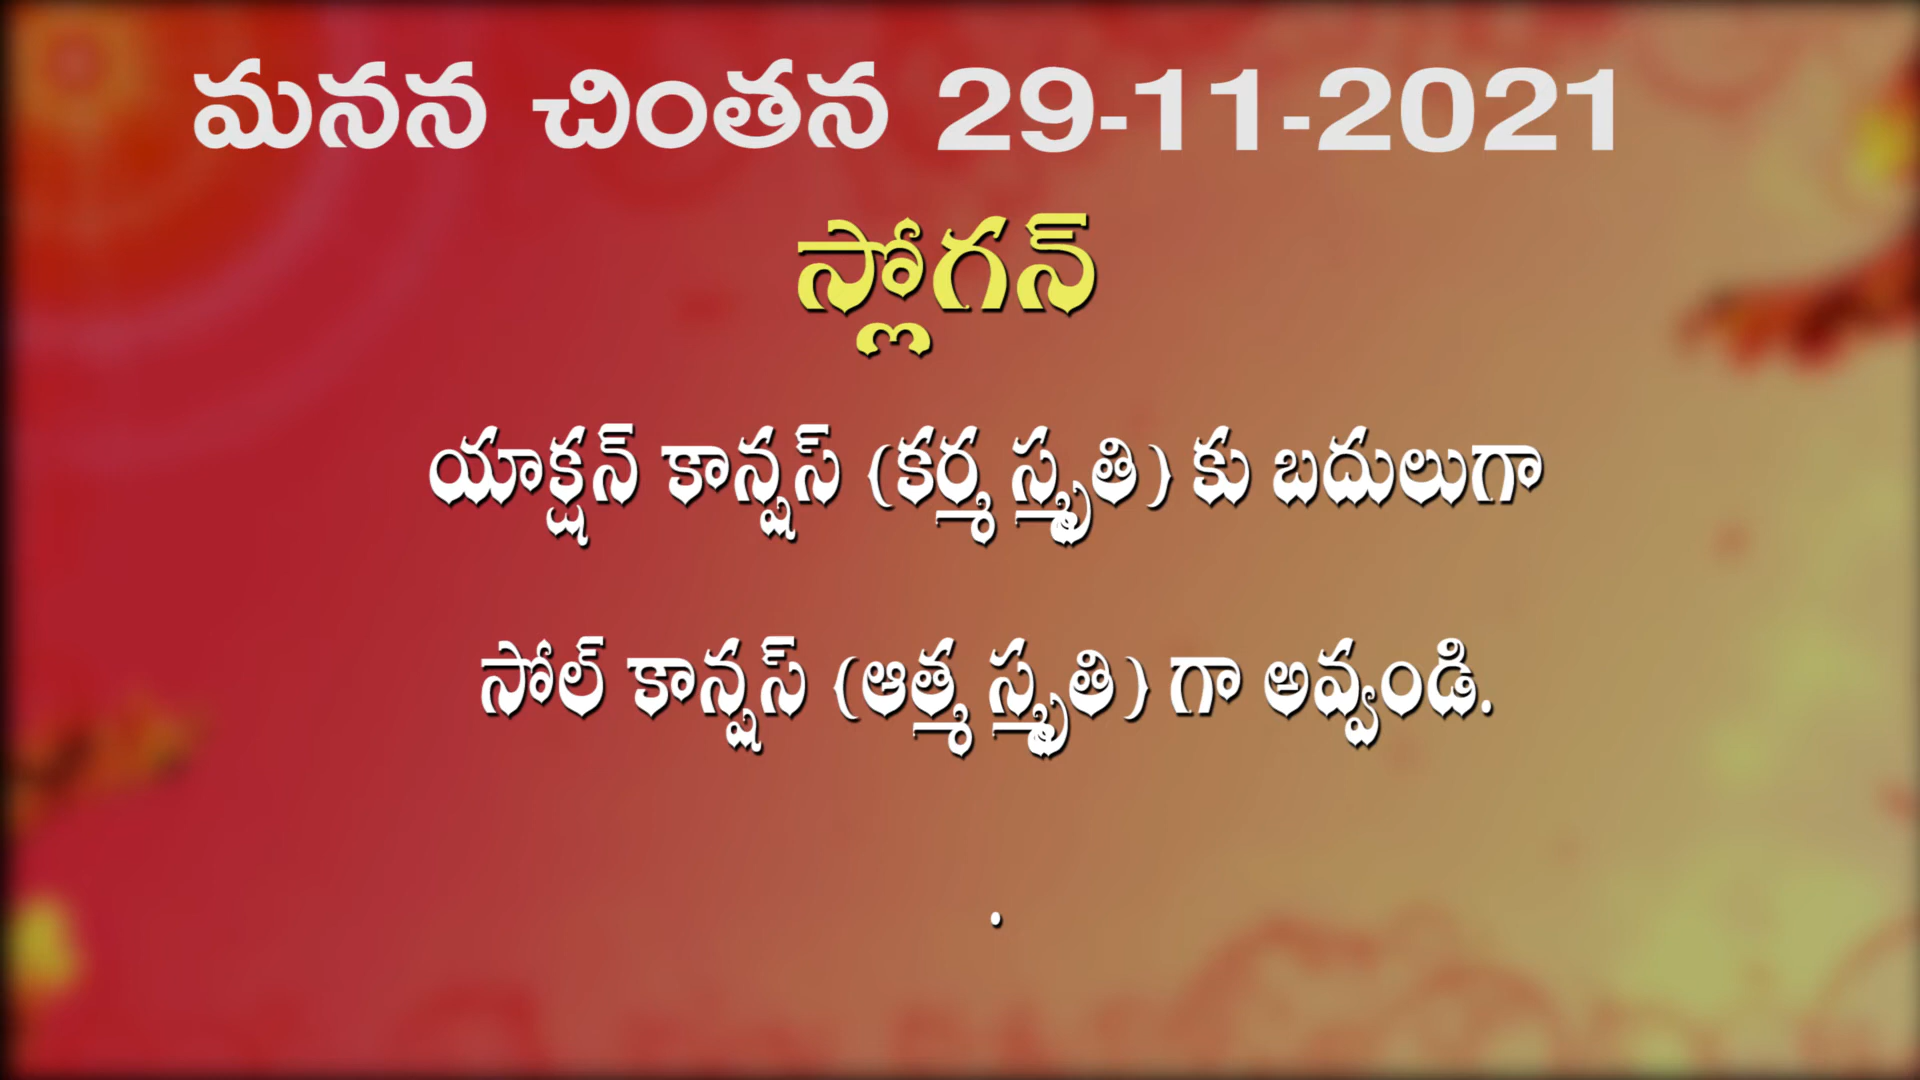 మనన చింతన 29-11-2021
స్లోగన్
యాక్షన్ కాన్షస్ (కర్మ స్మృతి) కు బదులుగా
సోల్ కాన్షస్ (ఆత్మ స్మృతి) గా అవ్వండి.
.